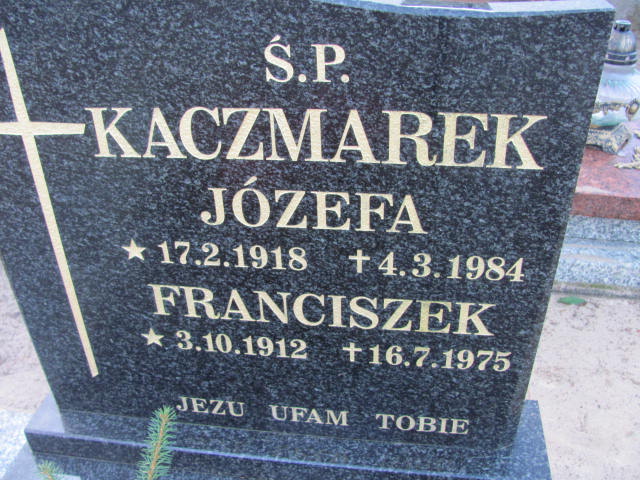 Ś.P.
KACZMAREK
JÓZEFA
★ 17.2.1918 ✝ 4.3.1984
FRANCISZEK
★ 3.10.1912 ✝ 16.7.1975
JEZU UFAM TOBIE